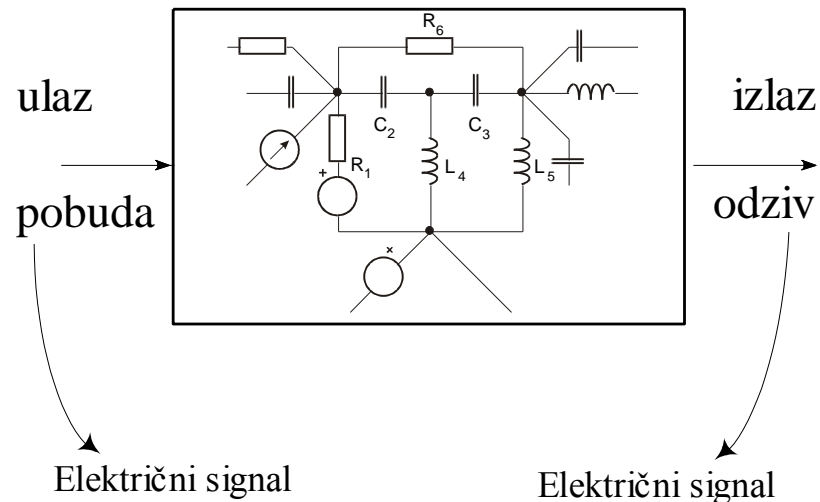 R6
ulaz
izlaz
C2
C3
R1
+
L4
L5
pobuda
odziv
×
Električni signal
Električni signal